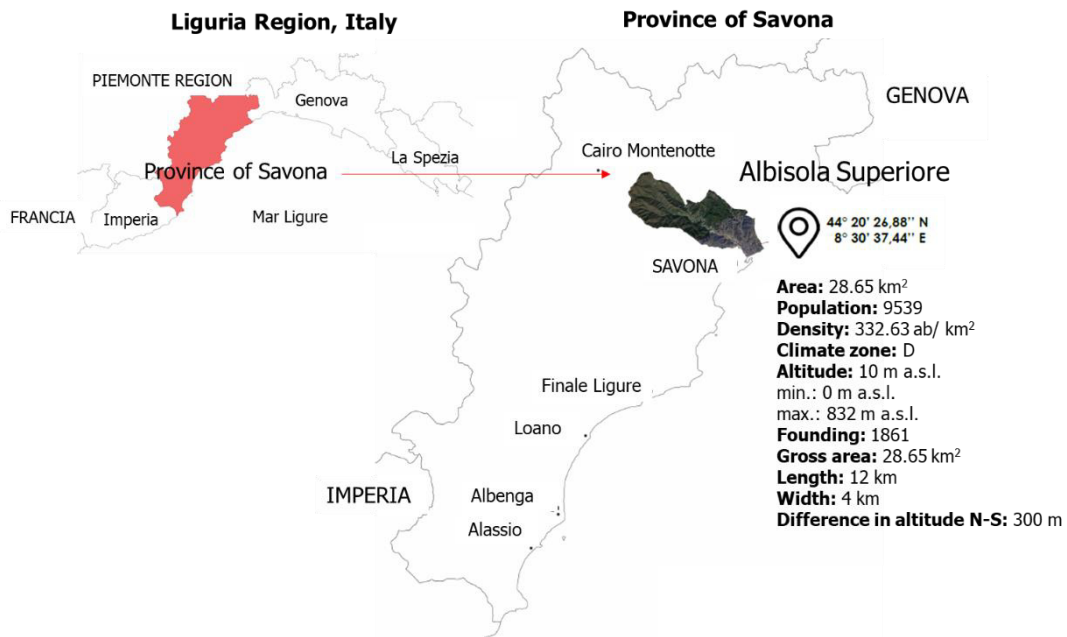 Liguria Region, Italy
Province of Savona
PIEMONTE REGION
Genova
Province of Savona
La Spezia
FRANCIA
Imperia
Mar Ligure
GENOVA
Cairo Montenotte
Albisola Superiore
44° 20' 26,88'' N
8° 30' 37,44'' E
SAVONA
Area: 28.65 km²
Population: 9539
Density: 332.63 ab/ km²
Climate zone: D
Altitude: 10 m a.s.l.
min.: 0 m a.s.l.
max.: 832 m a.s.l.
Founding: 1861
Gross area: 28.65 km²
Length: 12 km
Width: 4 km
Difference in altitude N-S: 300 m
Finale Ligure
Loano
IMPERIA
Albenga
Alassio